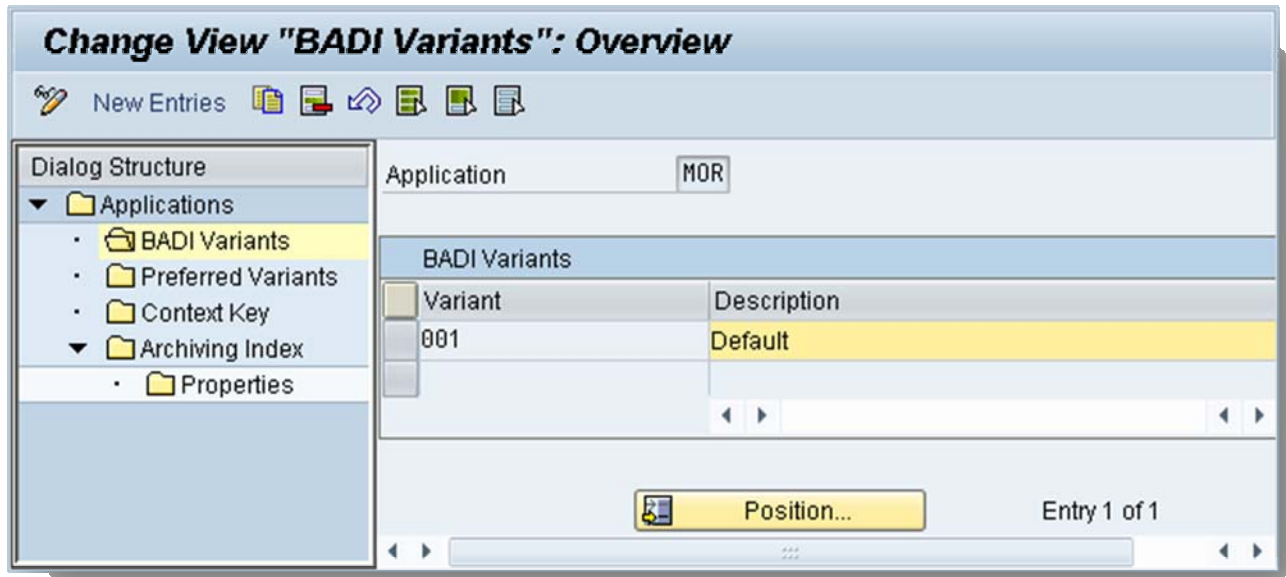 Change View "BADI Variants": Overview
New Entries
Dialog Structure
Applications
BADI Variants
Preferred Variants
Context Key
Archiving Index
Properties
Application MOR
BADI Variants
Variant Description
001 Default
Position... Entry 1 of 1